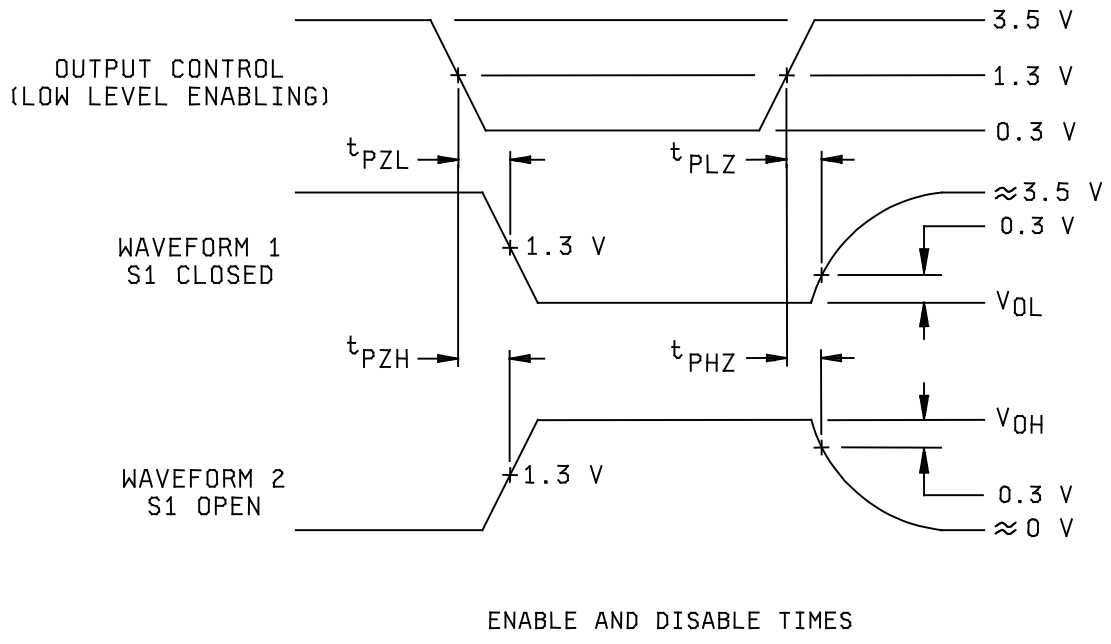 3.5 V
OUTPUT CONTROL
(LOW LEVEL ENABLING)
1.3 V
0.3 V
tPZL
tPLZ
≈3.5 V
0.3 V
WAVEFORM 1
S1 CLOSED
1.3 V
VOL
tPZH
tPHZ
VOH
WAVEFORM 2
S1 OPEN
1.3 V
0.3 V
≈0 V
ENABLE AND DISABLE TIMES